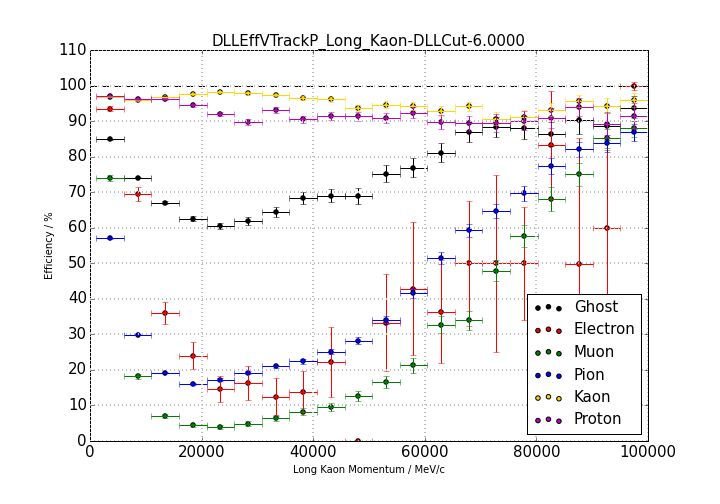 DLLEffVTrackP_Long_Kaon-DLLCut-6.0000
110
100
90
80
70
60
50
40
30
20
10
0
Efficiency / %
0 20000 40000 60000 80000 100000
Long Kaon Momentum / MeV/c
Ghost
Electron
Muon
Pion
Kaon
Proton